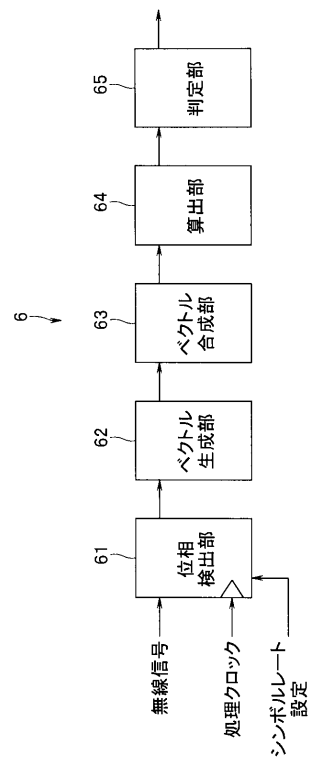 6
61
62
63
64
65
無線信号
処理クロック
シンボルレート
設定
位相
検出部
ベクトル
生成部
ベクトル
合成部
算出部
判定部